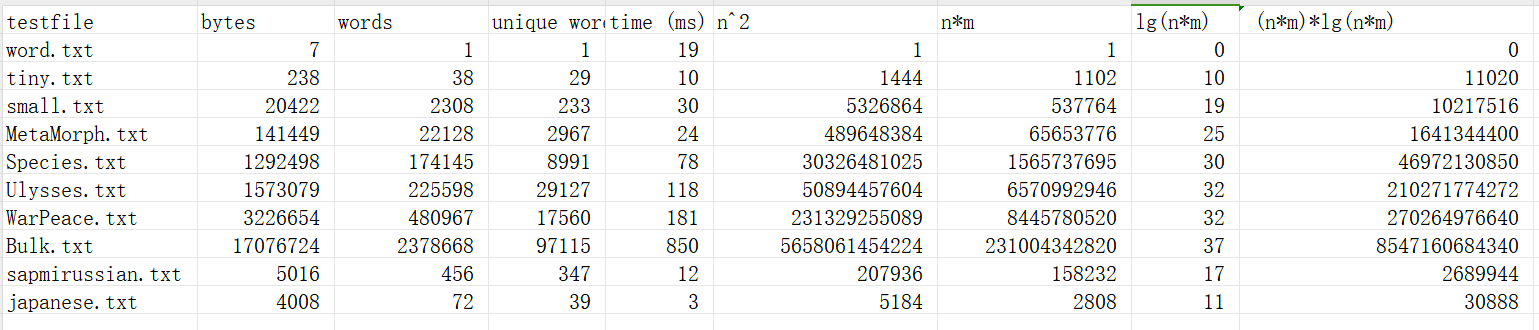 testfile bytes words unique wor time (ms) n^2 n*m lg(n*m) (n*m)*lg(n*m)
word.txt 7 1 1 19 1 1 0 0
tiny.txt 238 38 29 10 1444 1102 10 11020
small.txt 20422 2308 233 30 5326864 537764 19 10217516
MetaMorph.txt 141449 22128 2967 24 489648384 65653776 25 1641344400
Species.txt 1292498 174145 8991 78 30326481025 1565737695 30 46972130850
Ulysses.txt 1573079 225598 29127 118 50894457604 6570992946 32 210271774272
WarPeace.txt 3226654 480967 17560 181 231329255089 8445780520 32 270264976640
Bulk.txt 17076724 2378668 97115 850 5658061454224 231004342820 37 8547160684340
sapmirussian.txt 5016 456 347 12 207936 158232 17 2689944
japanese.txt 4008 72 39 3 5184 2808 11 30888